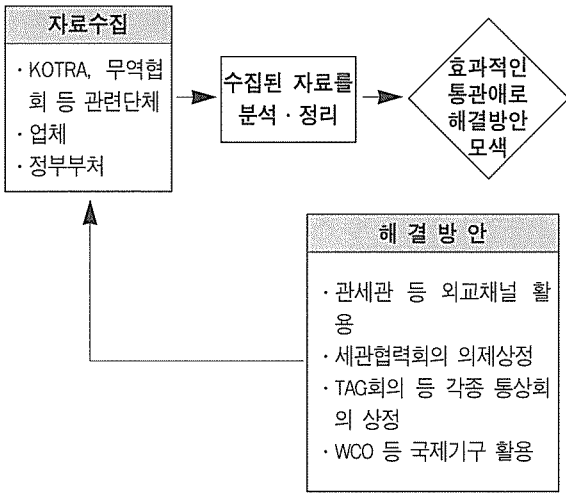 자료수집
· KOTRA, 무역협
회 등 관련단체
· 업체
· 정부부처
수집된 자료를
분석 · 정리
효과적인
통관애로
해결방안
모색
해 결 방 안
· 관세관 등 외교채널 활
용
· 세관협력회의 의제상정
· TAG회의 등 각종 통상회
의 상정
· WCO 등 국제기구 활용